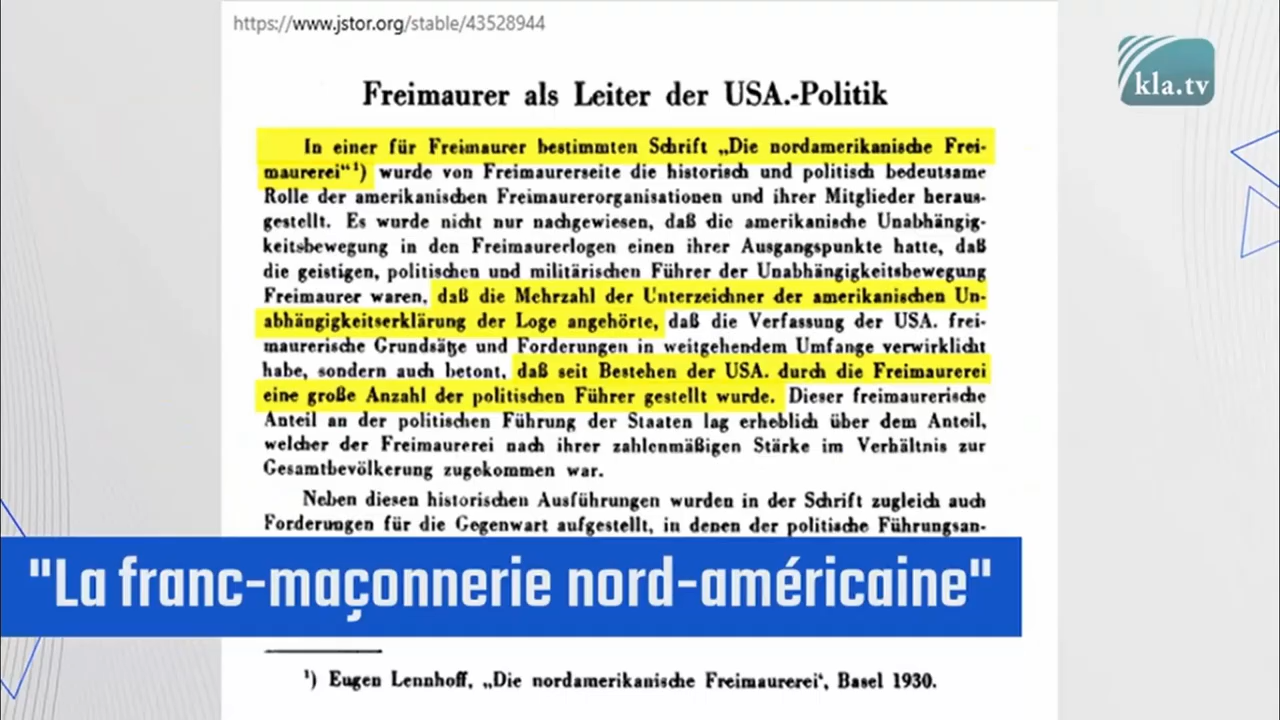 https://www.jstor.org/stable/43528944
kla.tv
Freimaurer als Leiter der USA.-Politik
In einer für Freimaurer bestimmten Schrift „Die nordamerikanische Frei-
maurerei“¹) wurde von Freimaurerseite die historisch und politisch bedeutsame
Rolle der amerikanischen Freimaurerorganisationen und ihrer Mitglieder heraus-
gestellt. Es wurde nicht nur nachgewiesen, daß die amerikanische Unabhängig-
keitsbewegung in den Freimaurerlogen einen ihrer Ausgangspunkte hatte, daß
die geistigen, politischen und militärischen Führer der Unabhängigkeitsbewegung
Freimaurer waren, daß die Mehrzahl der Unterzeichner der amerikanischen Un-
abhängigkeitserklärung der Loge angehörte, daß die Verfassung der USA. frei-
maurerische Grundsätze und Forderungen in weitgehendem Umfange verwirklicht
habe, sondern auch betont, daß seit Bestehen der USA. durch die Freimaurerei
eine große Anzahl der politischen Führer gestellt wurde. Dieser freimaurerische
Anteil an der politischen Führung der Staaten lag erheblich über dem Anteil,
welcher der Freimaurerei nach ihrer zahlenmäßigen Stärke im Verhältnis zur
Gesamtbevölkerung zugekommen war.
Neben diesen historischen Ausführungen wurden in der Schrift zugleich auch
Forderungen für die Gegenwart aufgestellt, in denen der politische Führungsan-
"La franc-maçonnerie nord-américaine"
¹) Eugen Lennhoff, „Die nordamerikanische Freimaurerei‘, Basel 1930.